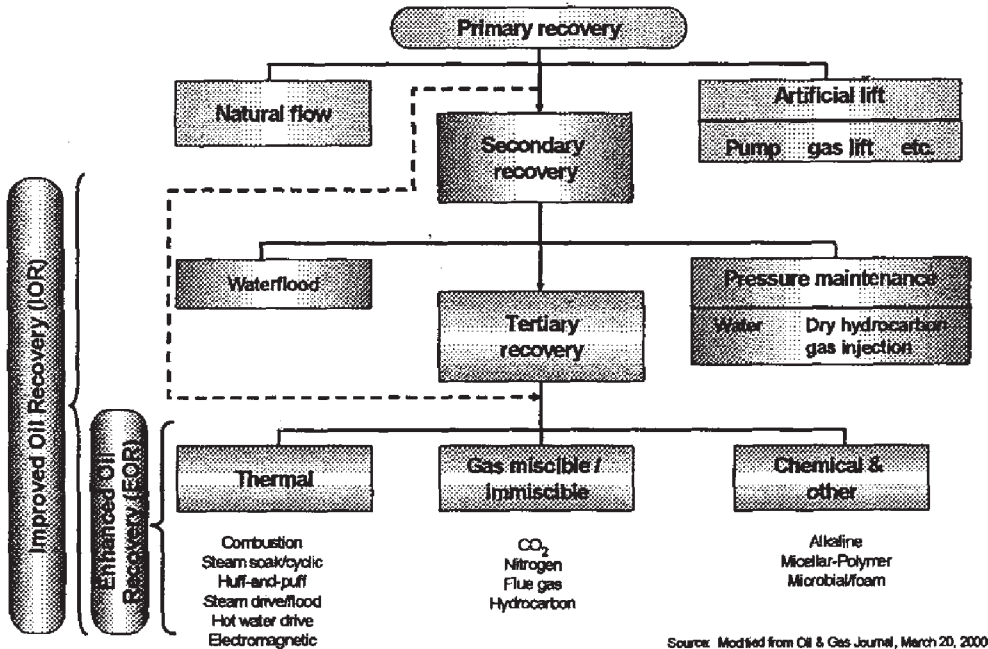 Primary recovery
Natural flow
Artificial lift
Pump gas lift etc.
Secondary
recovery
Waterflood
Pressure maintenance
Water Dry hydrocarbon
gas injection
Tertiary
recovery
Improved Oil Recovery (IOR)
Enhanced Oil
Recovery (EOR)
Thermal
Gas miscible /
immiscible
Chemical &
other
Combustion
Steam soak/cyclic
Huff-and-puff
Steam drive/flood
Hot water drive
Electromagnetic
CO₂
Nitrogen
Flue gas
Hydrocarbon
Alkaline
Micellar-Polymer
Microbial/foam
Source: Modified from Oil & Gas Journal, March 20, 2000